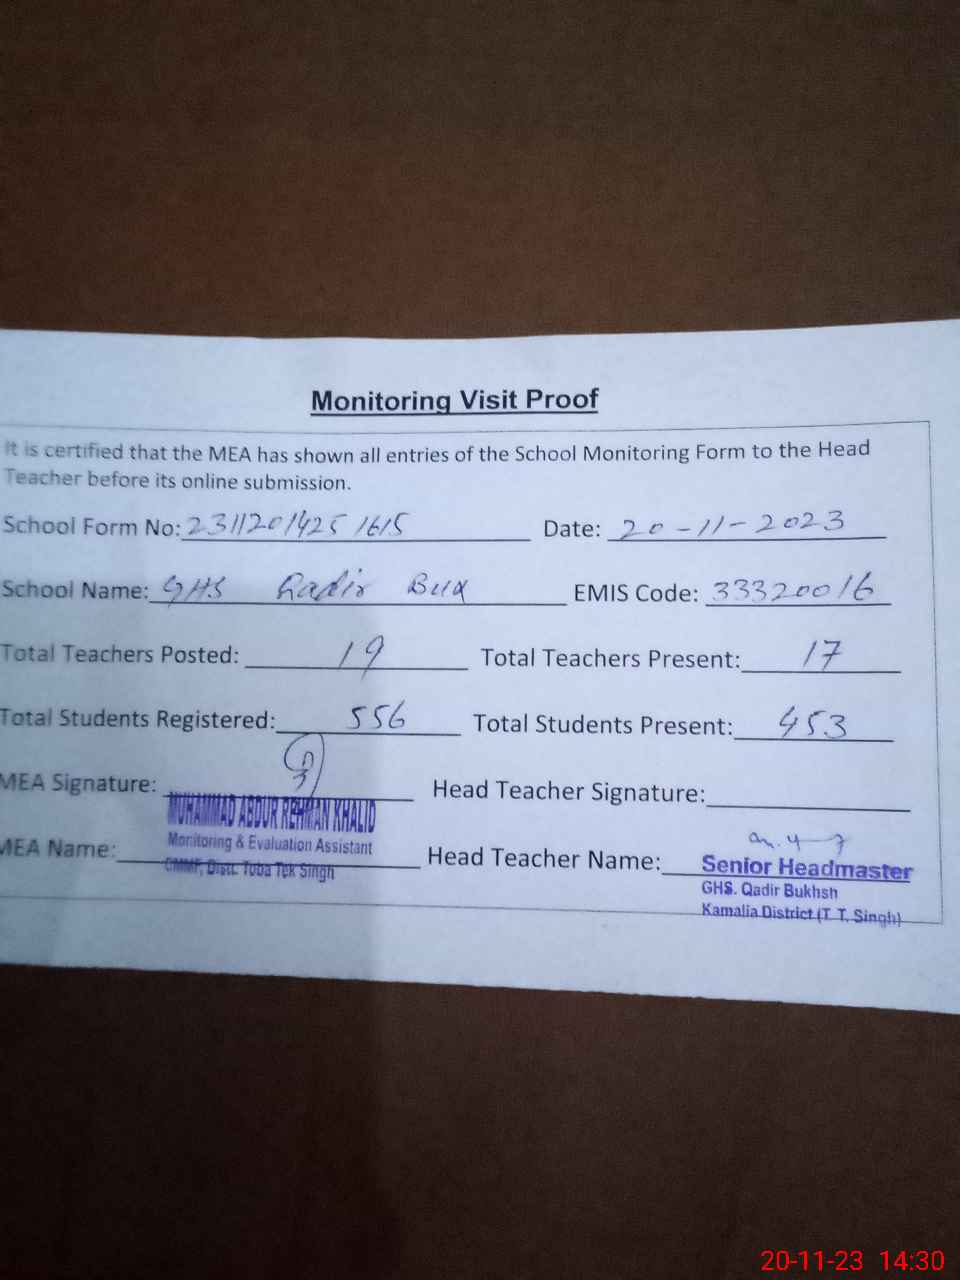 Monitoring Visit Proof
It is certified that the MEA has shown all entries of the School Monitoring Form to the Head
Teacher before its online submission.
School Form No: 2311201425 1615 Date: 20-11-2023
School Name: GHS Qadir Bux EMIS Code: 33320016
Total Teachers Posted: 19 Total Teachers Present: 17
Total Students Registered: 556 Total Students Present: 453
MEA Signature: Head Teacher Signature:
MUHAMMAD ABDUR REHMAN KHALID
Monitoring & Evaluation Assistant
MEA Name: Head Teacher Name:
CMMF, Distt. Toba Tek Singh
Senior Headmaster
GHS. Qadir Bukhsh
Kamalia District (T. T. Singh)
20-11-23 14:30